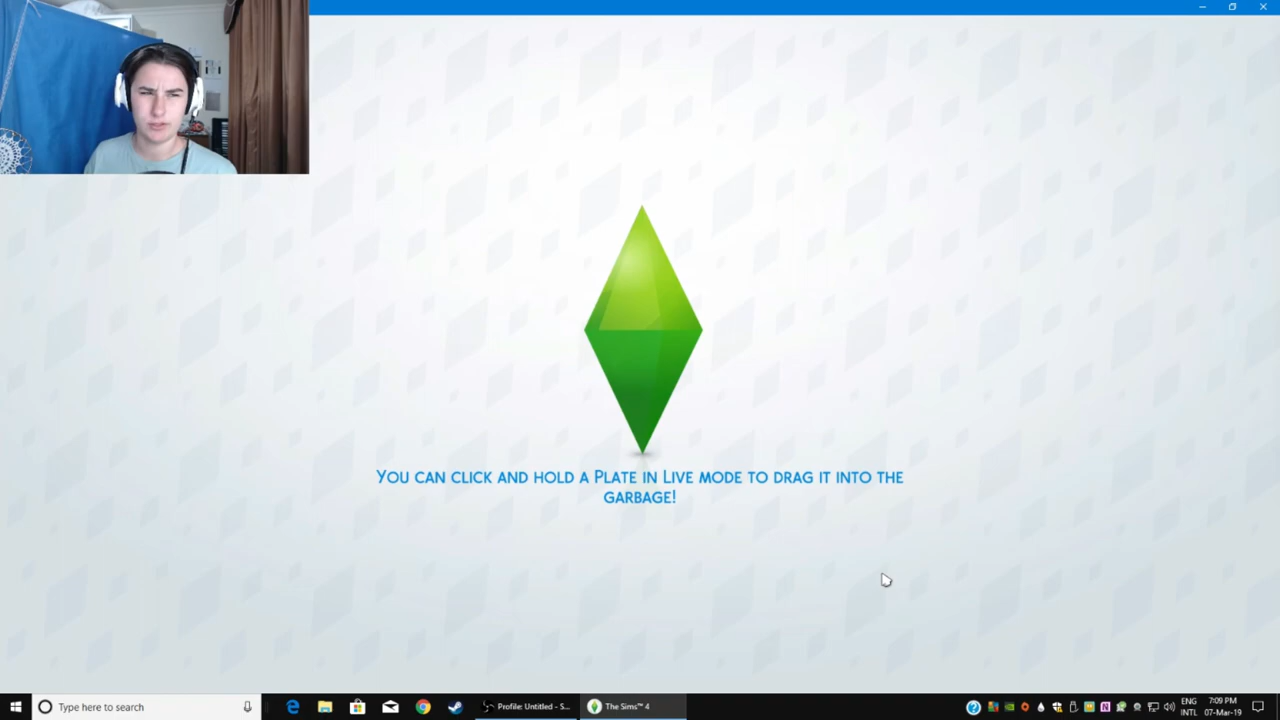 YOU CAN CLICK AND HOLD A PLATE IN LIVE MODE TO DRAG IT INTO THE
GARBAGE!
Type here to search
Profile: Untitled - S...
The Sims™ 4
ENG
INTL
7:09 PM
07-Mar-19